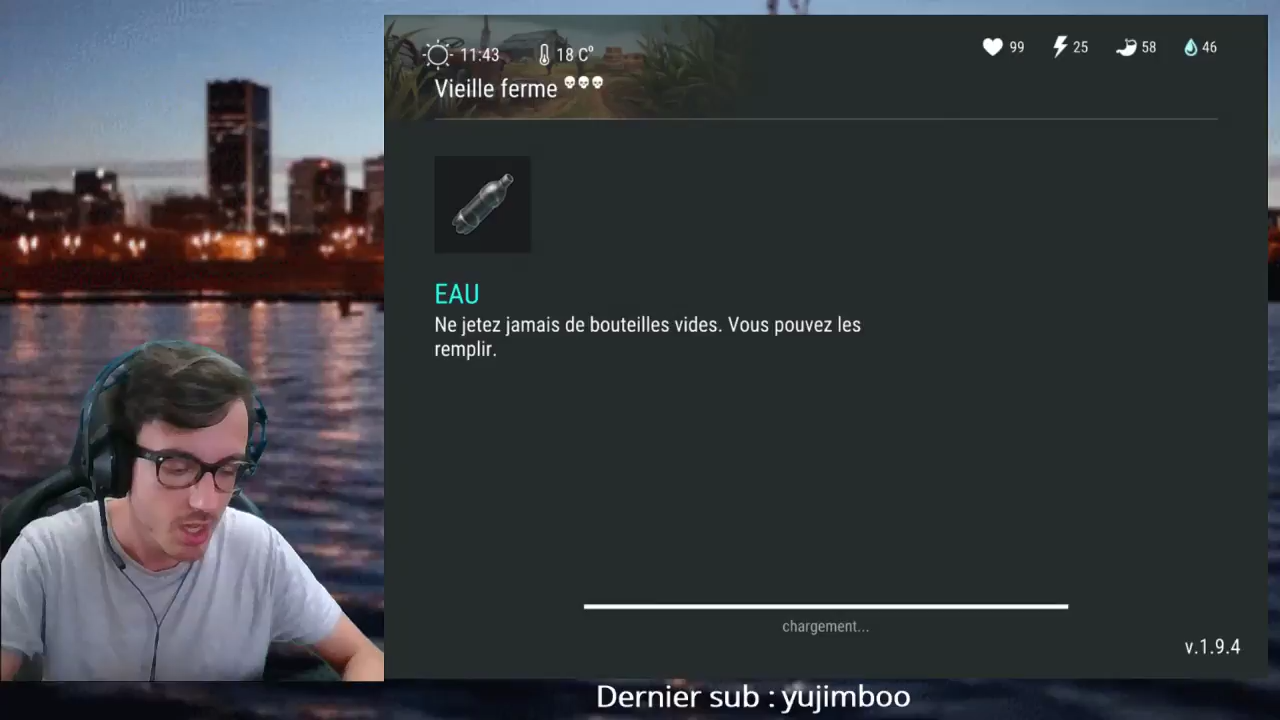 11:43 18 C° 99 25 58 46
Vieille ferme
EAU
Ne jetez jamais de bouteilles vides. Vous pouvez les
remplir.
chargement...
v.1.9.4
Dernier sub : yujimboo